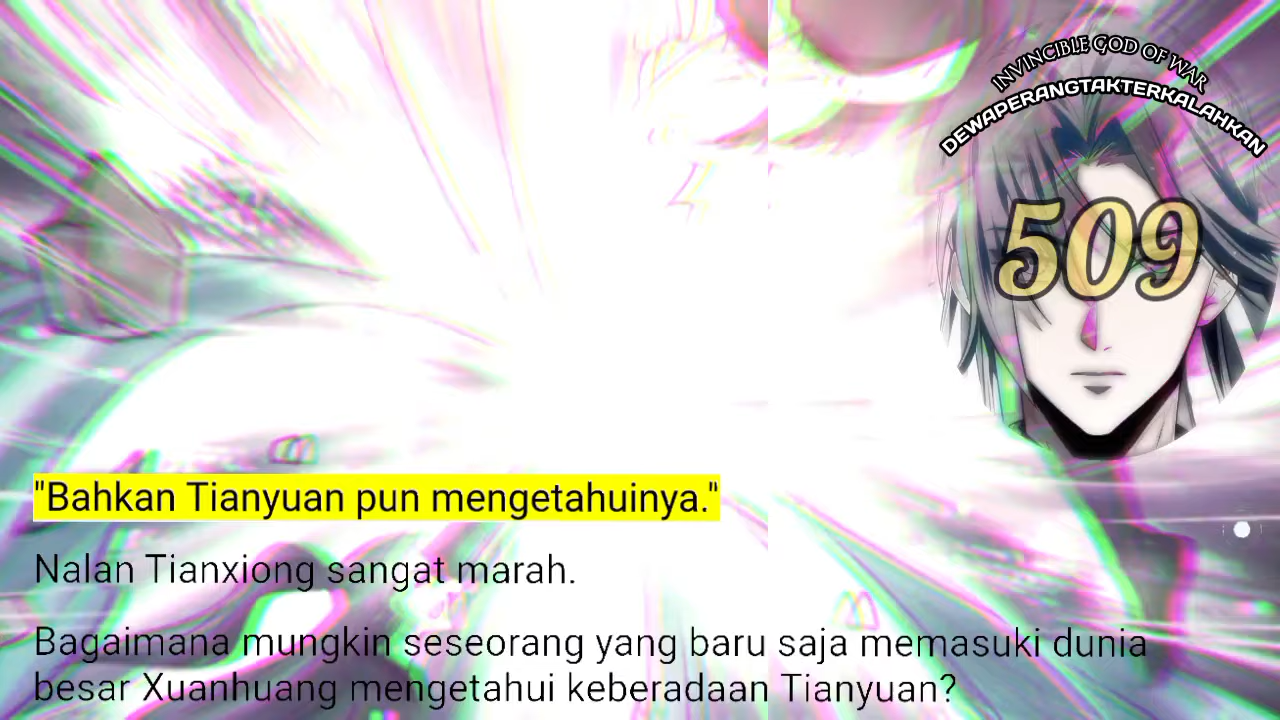 INVINCIBLE GOD OF WAR
DEWAPERANGTAKTERKALAHKAN
509
"Bahkan Tianyuan pun mengetahuinya."
Nalan Tianxiong sangat marah.
Bagaimana mungkin seseorang yang baru saja memasuki dunia
besar Xuanhuang mengetahui keberadaan Tianyuan?